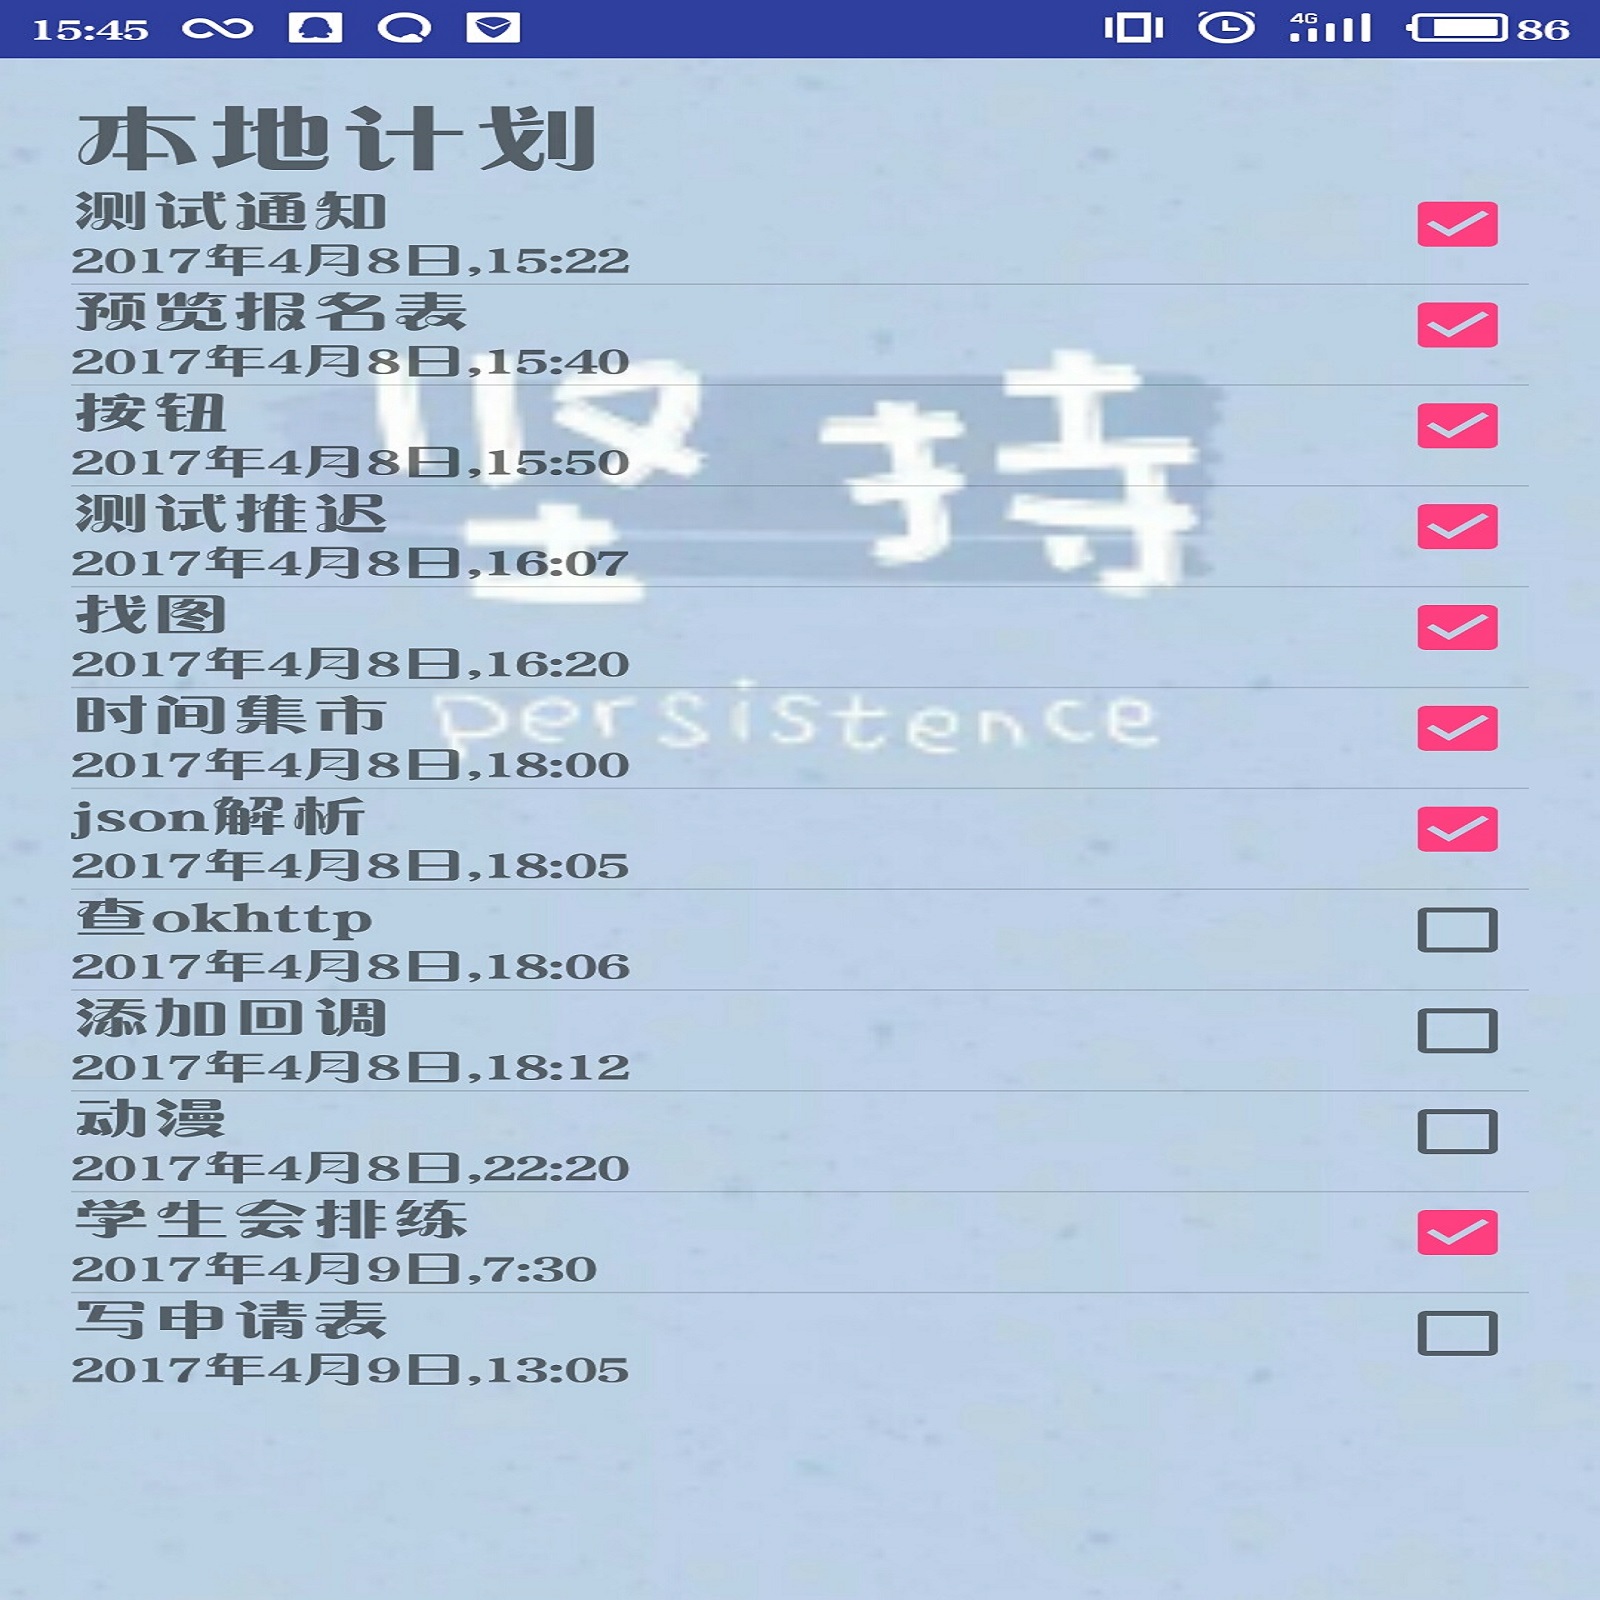 15:45 4G 86
本地计划
测试通知
2017年4月8日,15:22
预览报名表
2017年4月8日,15:40
按钮
2017年4月8日,15:50
测试推迟
2017年4月8日,16:07
找图
2017年4月8日,16:20
时间集市
2017年4月8日,18:00
json解析
2017年4月8日,18:05
查okhttp
2017年4月8日,18:06
添加回调
2017年4月8日,18:12
动漫
2017年4月8日,22:20
学生会排练
2017年4月9日,7:30
写申请表
2017年4月9日,13:05
坚持
persistence